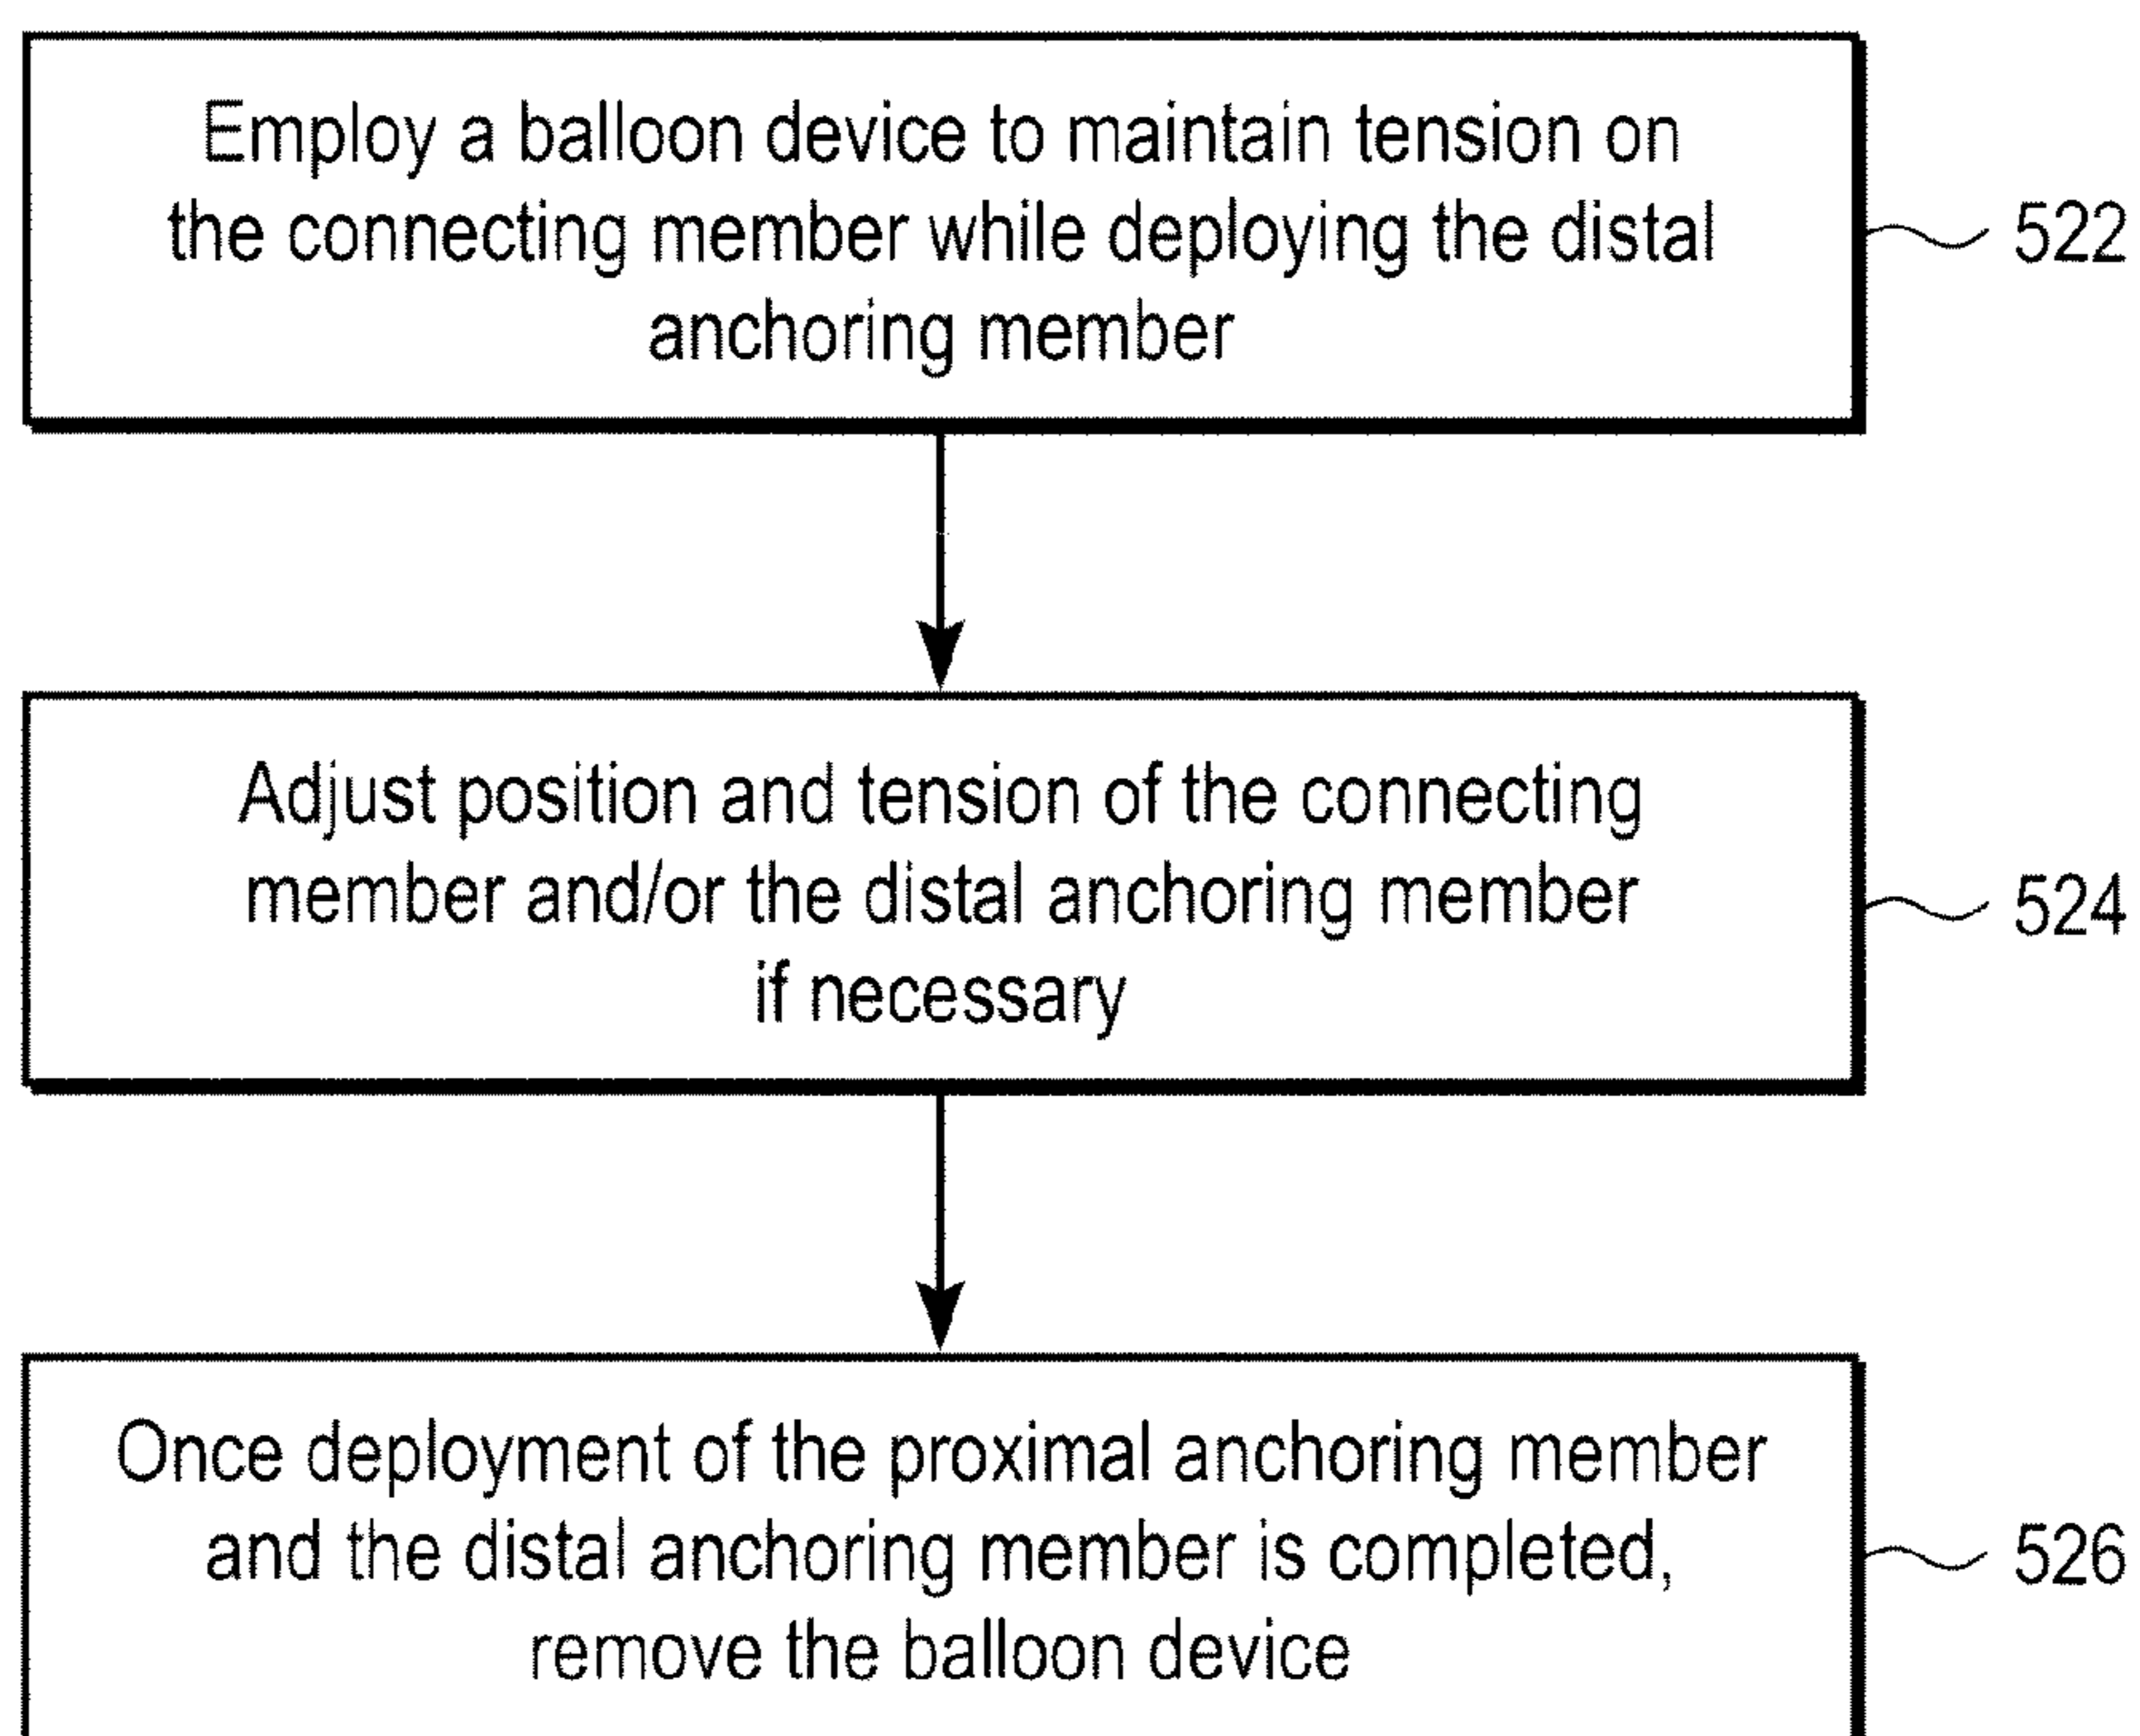 Employ a balloon device to maintain tension on
the connecting member while deploying the distal
anchoring member
522
Adjust position and tension of the connecting
member and/or the distal anchoring member
if necessary
524
Once deployment of the proximal anchoring member
and the distal anchoring member is completed,
remove the balloon device
526